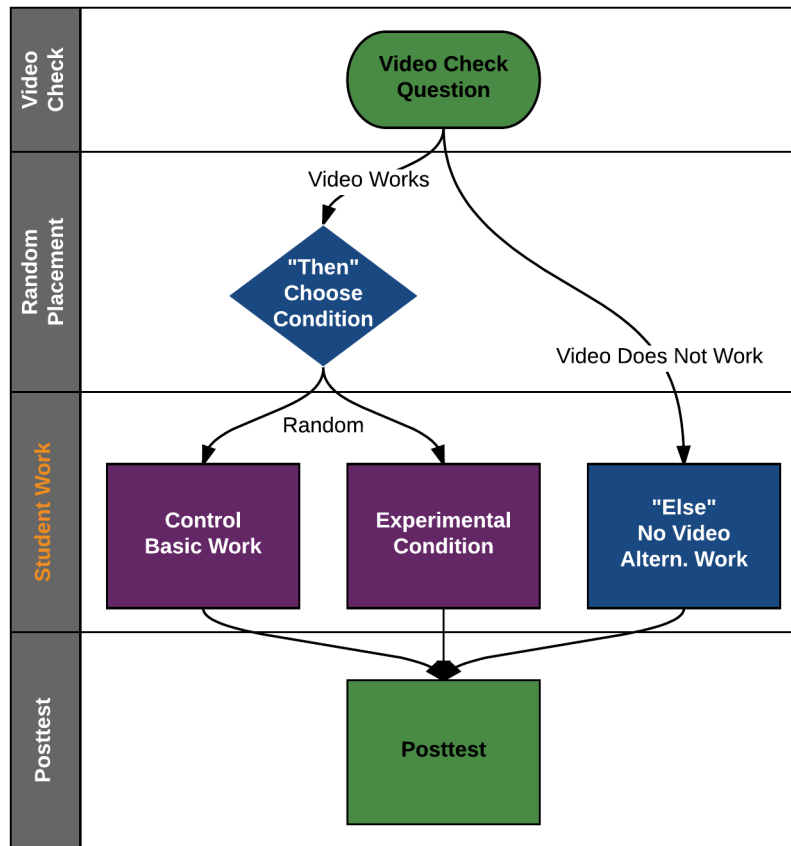 Video
Check
Video Check
Question
Random
Placement
Video Works
"Then"
Choose
Condition
Video Does Not Work
Student Work
Random
Control
Basic Work
Experimental
Condition
"Else"
No Video
Altern. Work
Posttest
Posttest